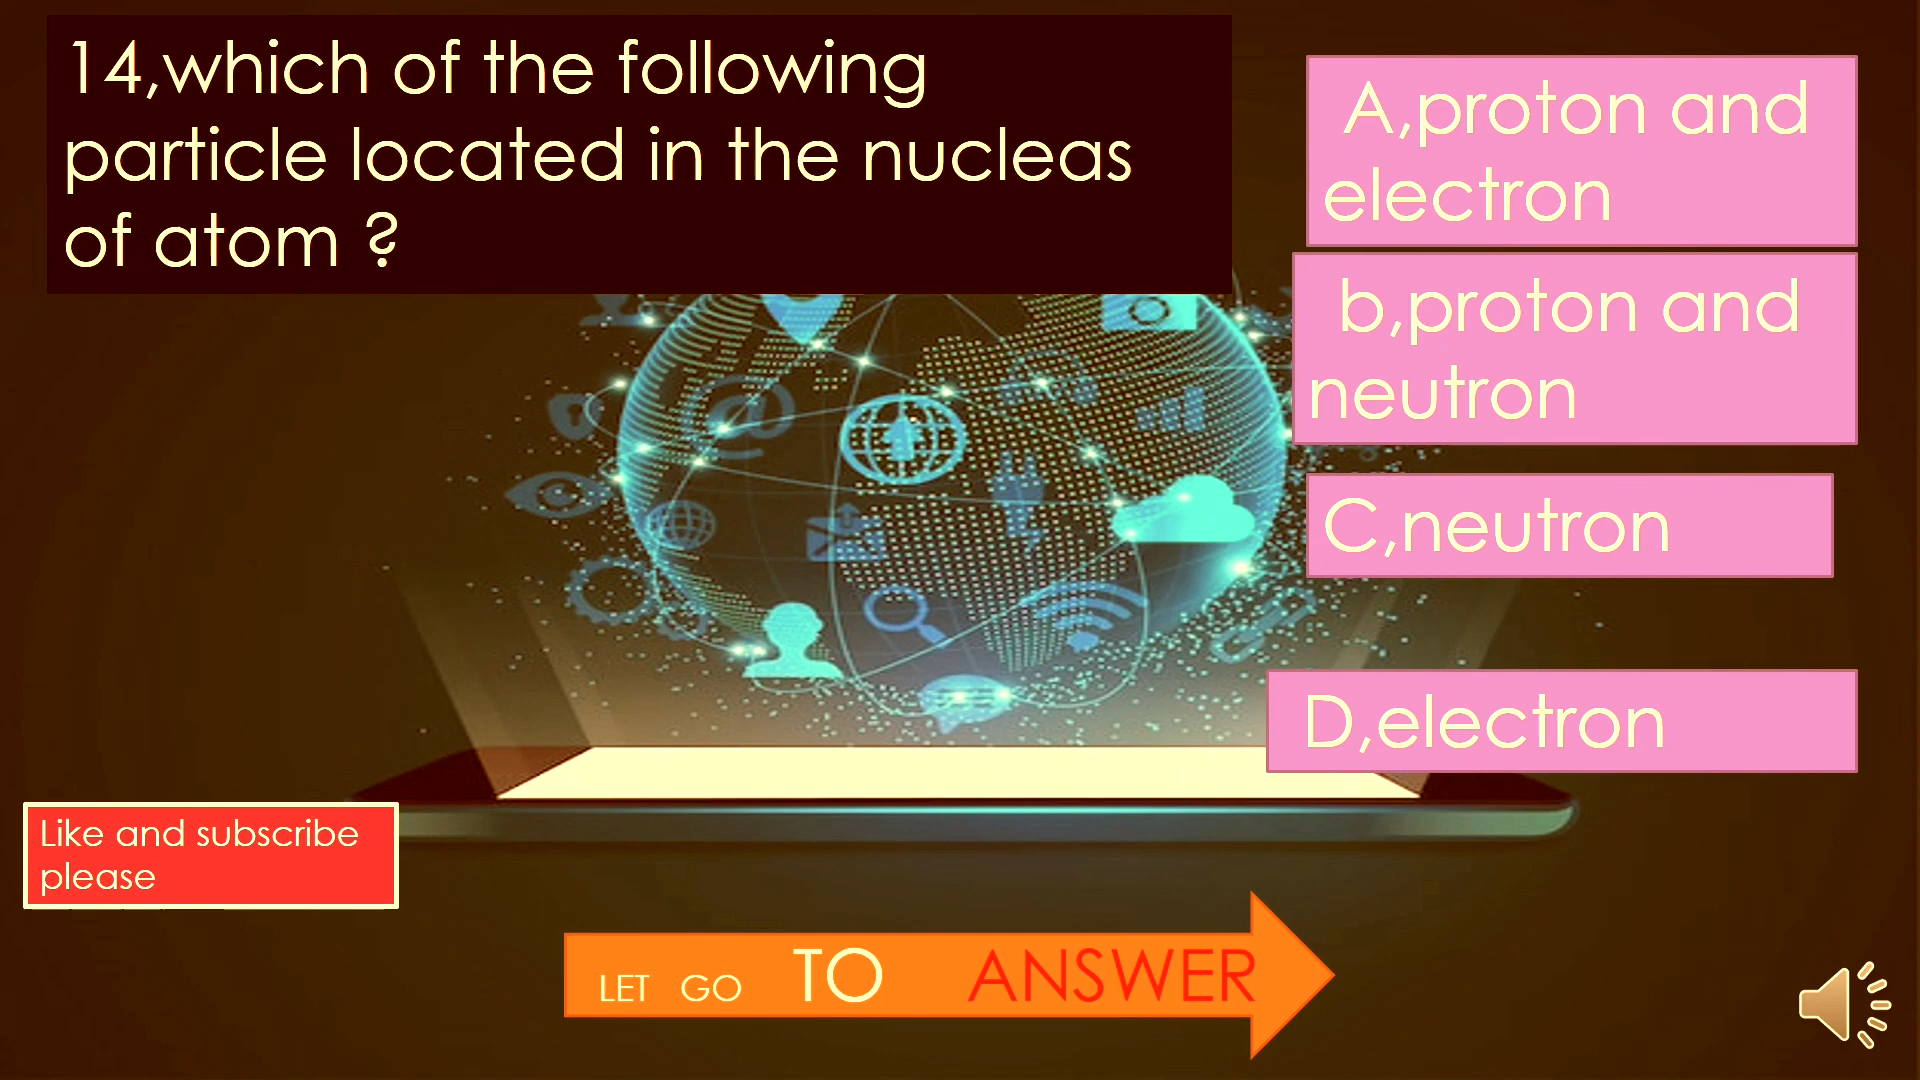 14,which of the following
particle located in the nucleas
of atom ?
A,proton and
electron
b,proton and
neutron
C,neutron
D,electron
Like and subscribe
please
LET GO TO ANSWER